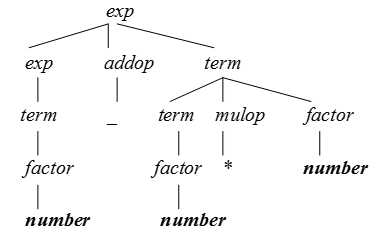 exp
exp addop term
term – term mulop factor
factor factor * number
number number